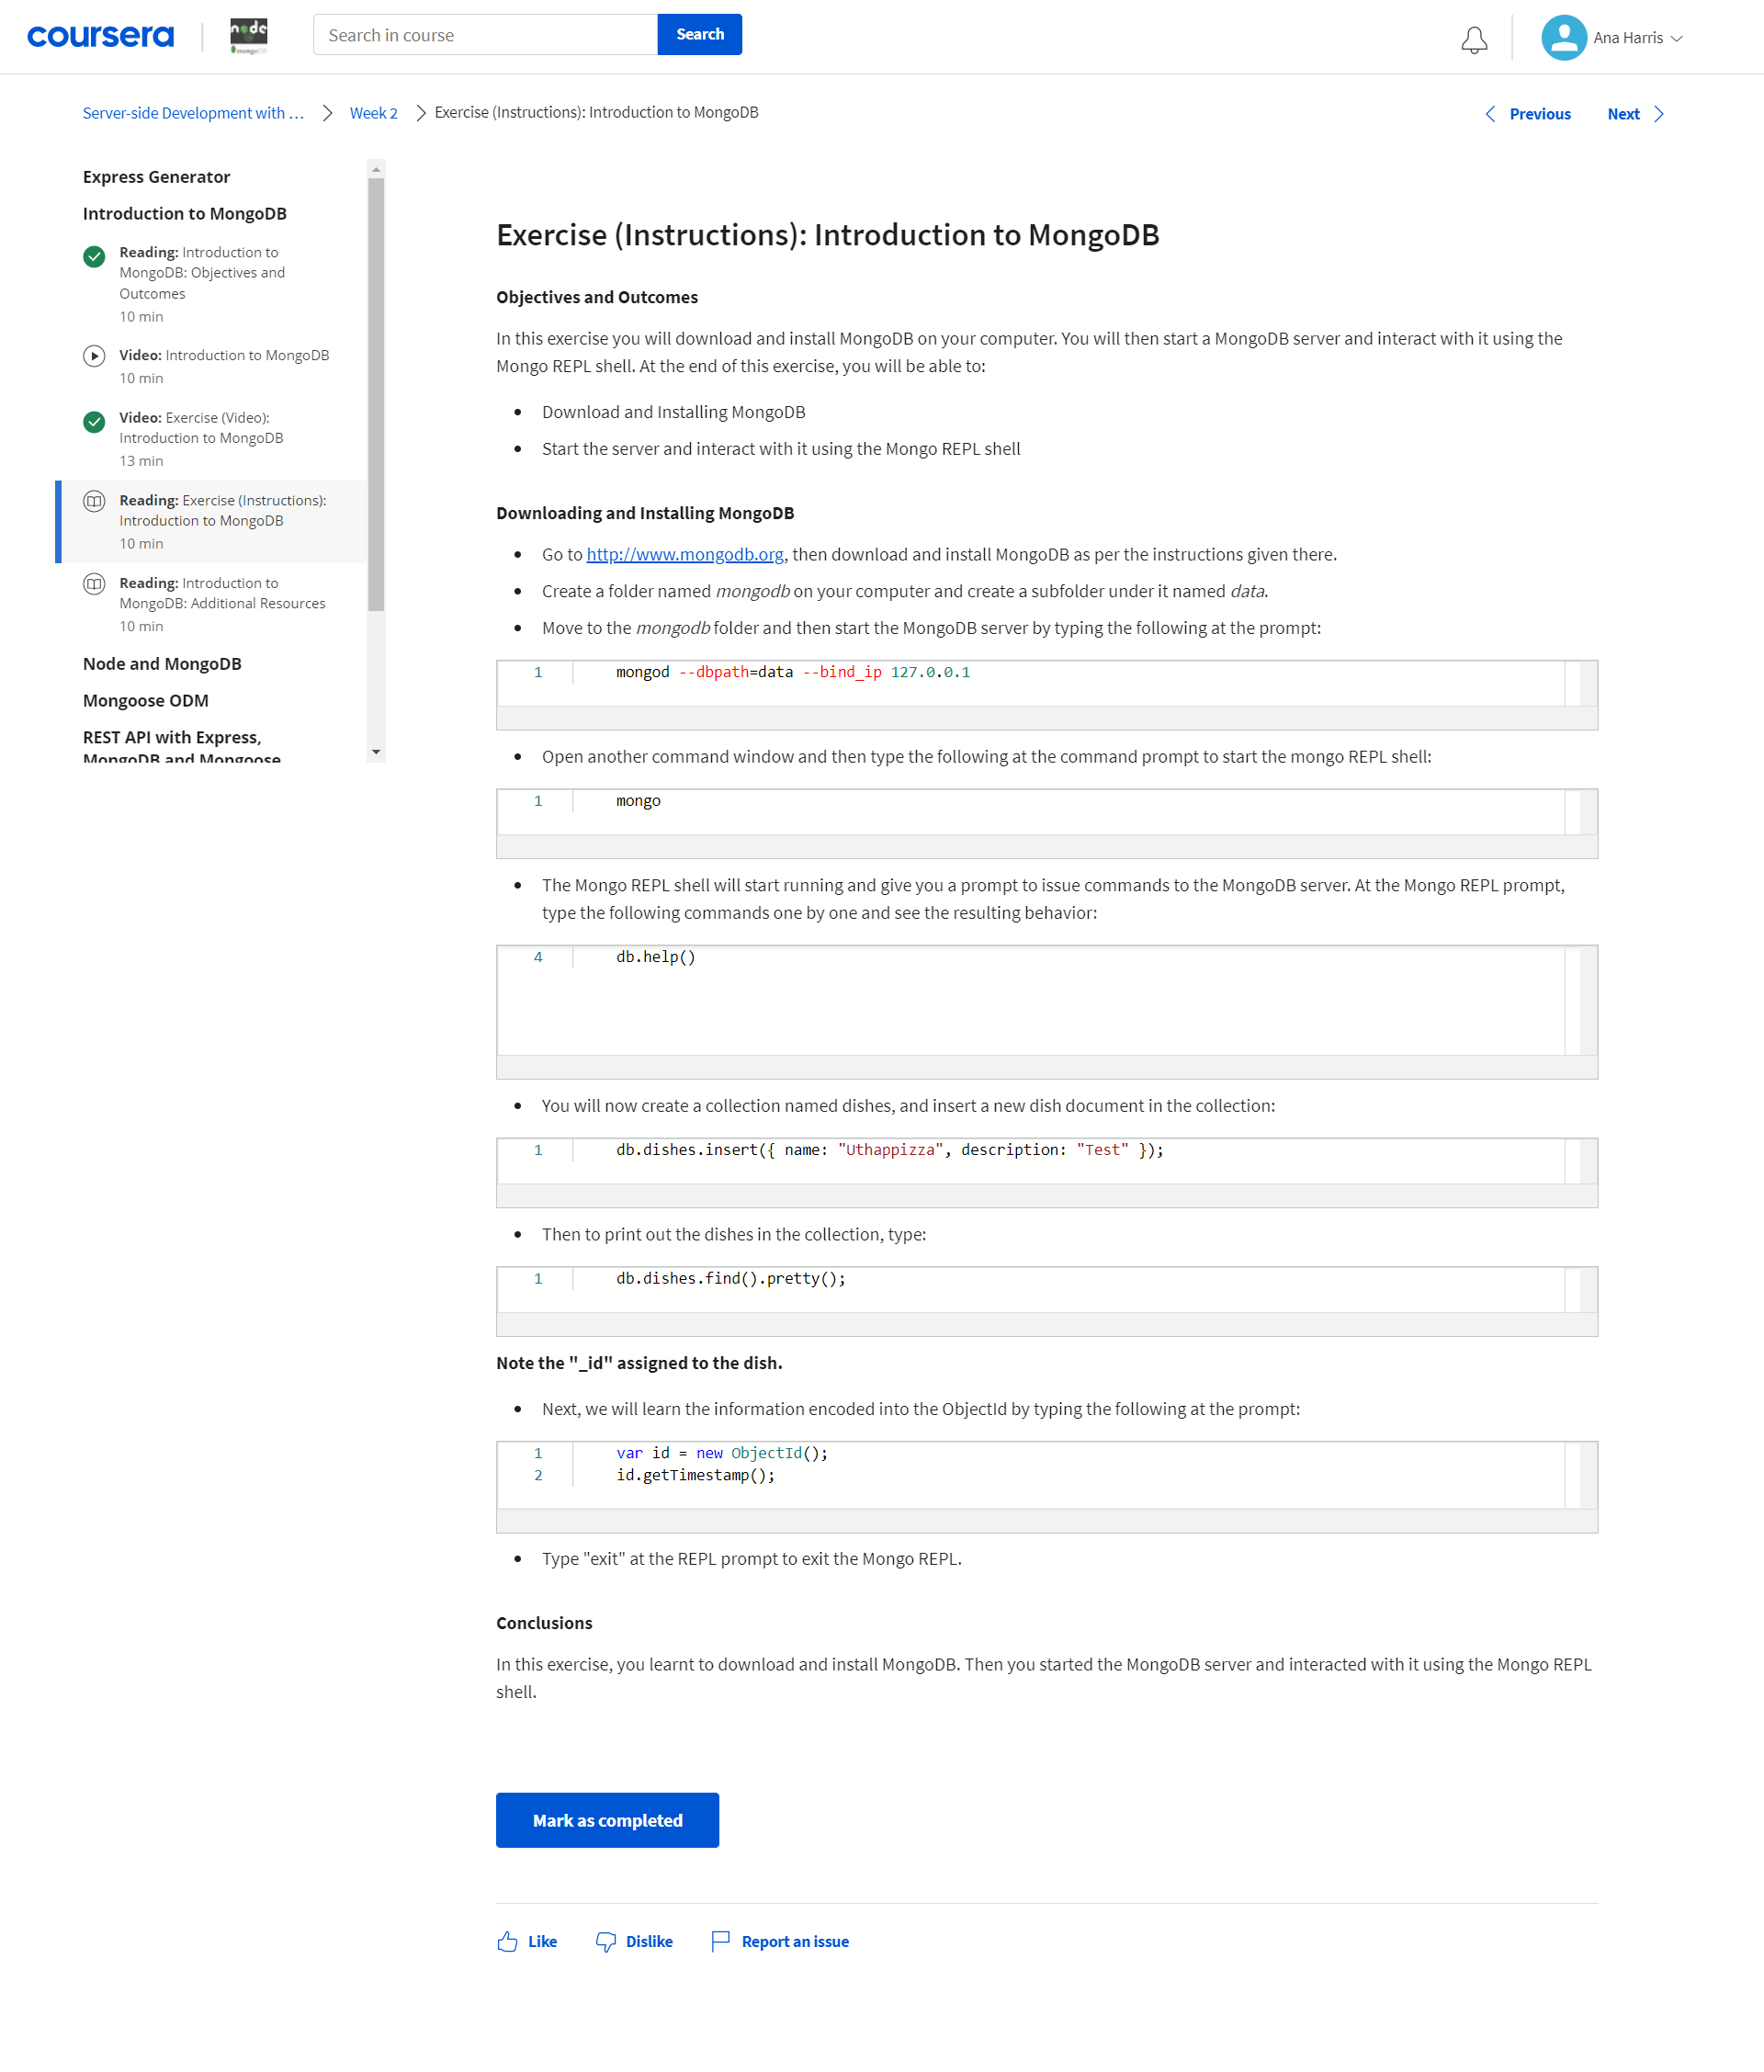 coursera
node
mongoDB
Search in course
Search
Ana Harris
Server-side Development with ...
Week 2
Exercise (Instructions): Introduction to MongoDB
Previous
Next
Express Generator
Introduction to MongoDB
Reading: Introduction to
MongoDB: Objectives and
Outcomes
10 min
Video: Introduction to MongoDB
10 min
Video: Exercise (Video):
Introduction to MongoDB
13 min
Reading: Exercise (Instructions):
Introduction to MongoDB
10 min
Reading: Introduction to
MongoDB: Additional Resources
10 min
Node and MongoDB
Mongoose ODM
REST API with Express,
MongoDB and Mongoose
Exercise (Instructions): Introduction to MongoDB
Objectives and Outcomes
In this exercise you will download and install MongoDB on your computer. You will then start a MongoDB server and interact with it using the
Mongo REPL shell. At the end of this exercise, you will be able to:
• Download and Installing MongoDB
• Start the server and interact with it using the Mongo REPL shell
Downloading and Installing MongoDB
• Go to http://www.mongodb.org, then download and install MongoDB as per the instructions given there.
• Create a folder named mongodb on your computer and create a subfolder under it named data.
• Move to the mongodb folder and then start the MongoDB server by typing the following at the prompt:
1 mongod --dbpath=data --bind_ip 127.0.0.1
• Open another command window and then type the following at the command prompt to start the mongo REPL shell:
1 mongo
• The Mongo REPL shell will start running and give you a prompt to issue commands to the MongoDB server. At the Mongo REPL prompt,
type the following commands one by one and see the resulting behavior:
4 db.help()
• You will now create a collection named dishes, and insert a new dish document in the collection:
1 db.dishes.insert({ name: "Uthappizza", description: "Test" });
• Then to print out the dishes in the collection, type:
1 db.dishes.find().pretty();
Note the "_id" assigned to the dish.
• Next, we will learn the information encoded into the ObjectId by typing the following at the prompt:
1 var id = new ObjectId();
2 id.getTimestamp();
• Type "exit" at the REPL prompt to exit the Mongo REPL.
Conclusions
In this exercise, you learnt to download and install MongoDB. Then you started the MongoDB server and interacted with it using the Mongo REPL
shell.
Mark as completed
Like
Dislike
Report an issue